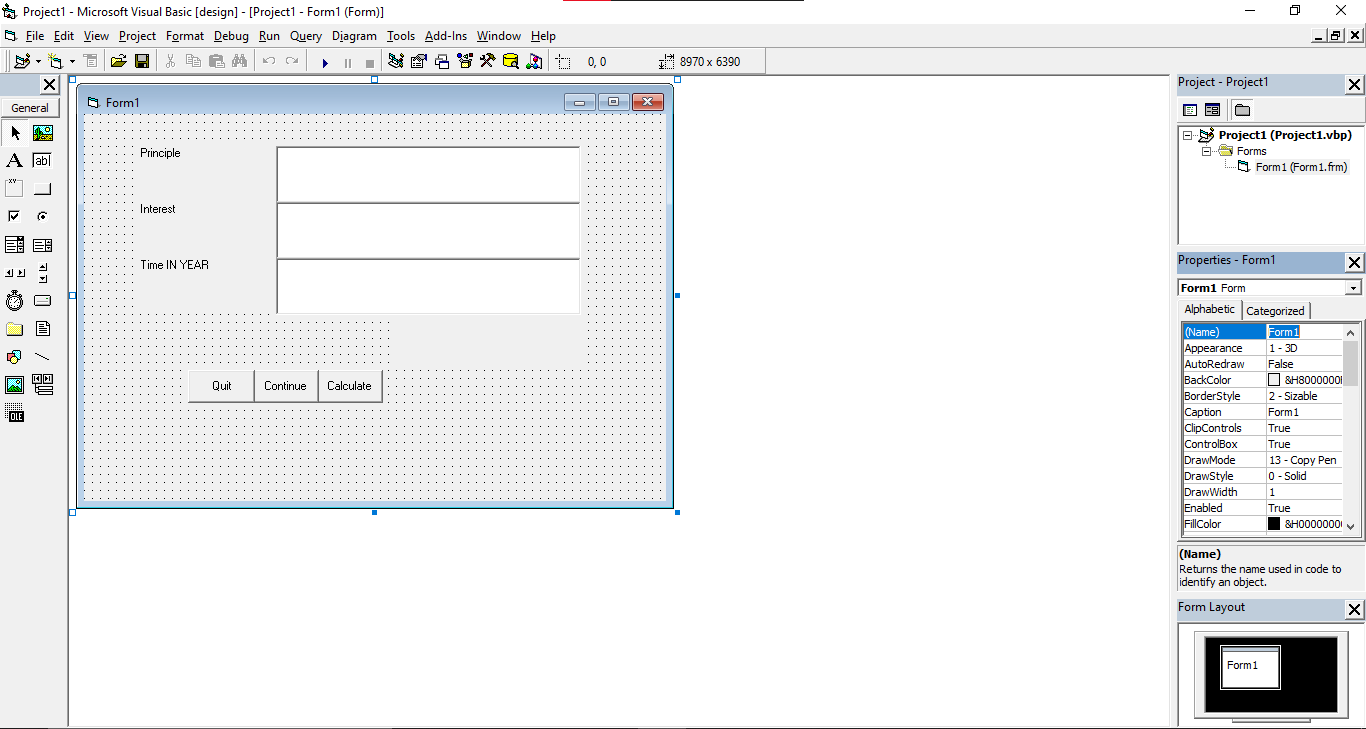 Project1 - Microsoft Visual Basic [design] - [Project1 - Form1 (Form)]
File Edit View Project Format Debug Run Query Diagram Tools Add-Ins Window Help
0, 0 8970 x 6390
General
A ab|
xy
OLE
Form1
Principle
Interest
Time IN YEAR
Quit Continue Calculate
Project - Project1
Project1 (Project1.vbp)
Forms
Form1 (Form1.frm)
Properties - Form1
Form1 Form
Alphabetic Categorized
(Name) Form1
Appearance 1 - 3D
AutoRedraw False
BackColor &H8000000
BorderStyle 2 - Sizable
Caption Form1
ClipControls True
ControlBox True
DrawMode 13 - Copy Pen
DrawStyle 0 - Solid
DrawWidth 1
Enabled True
FillColor &H0000000
(Name)
Returns the name used in code to
identify an object.
Form Layout
Form1